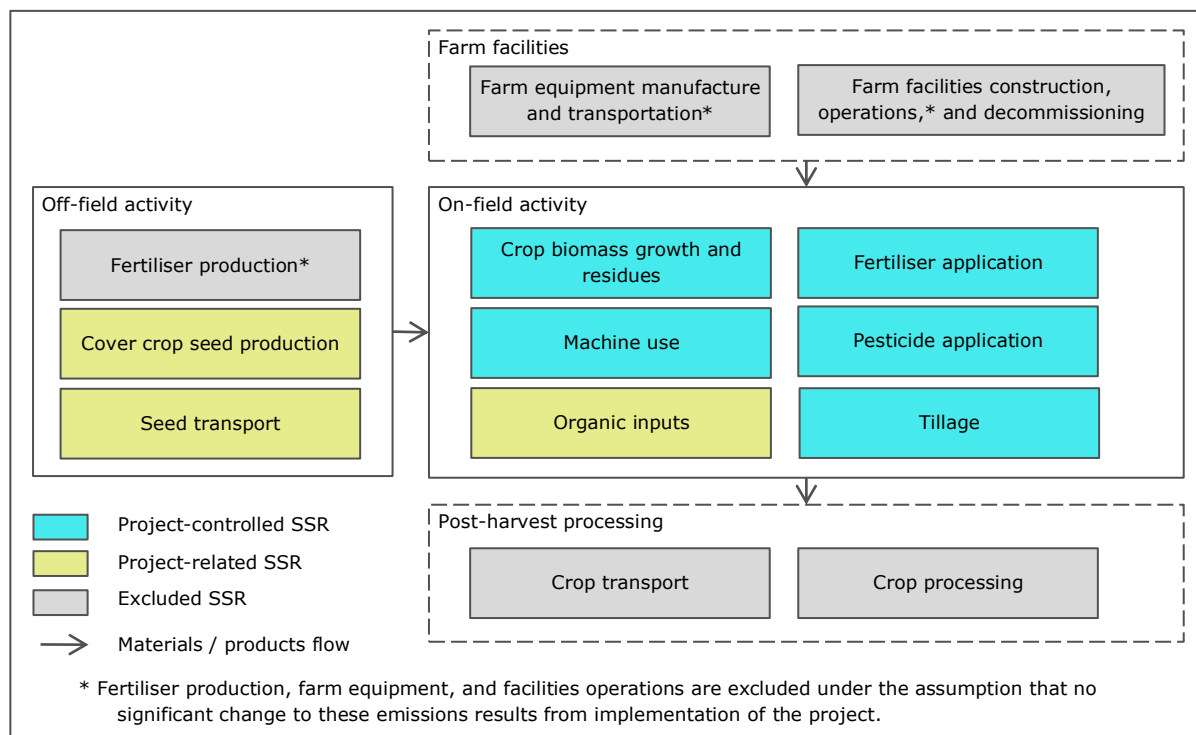 Farm facilities
Farm equipment manufacture
and transportation*
Farm facilities construction,
operations,* and decommissioning
Off-field activity
Fertiliser production*
Cover crop seed production
Seed transport
On-field activity
Crop biomass growth and
residues
Fertiliser application
Machine use
Pesticide application
Organic inputs
Tillage
Post-harvest processing
Crop transport
Crop processing
Project-controlled SSR
Project-related SSR
Excluded SSR
Materials / products flow
* Fertiliser production, farm equipment, and facilities operations are excluded under the assumption that no
significant change to these emissions results from implementation of the project.